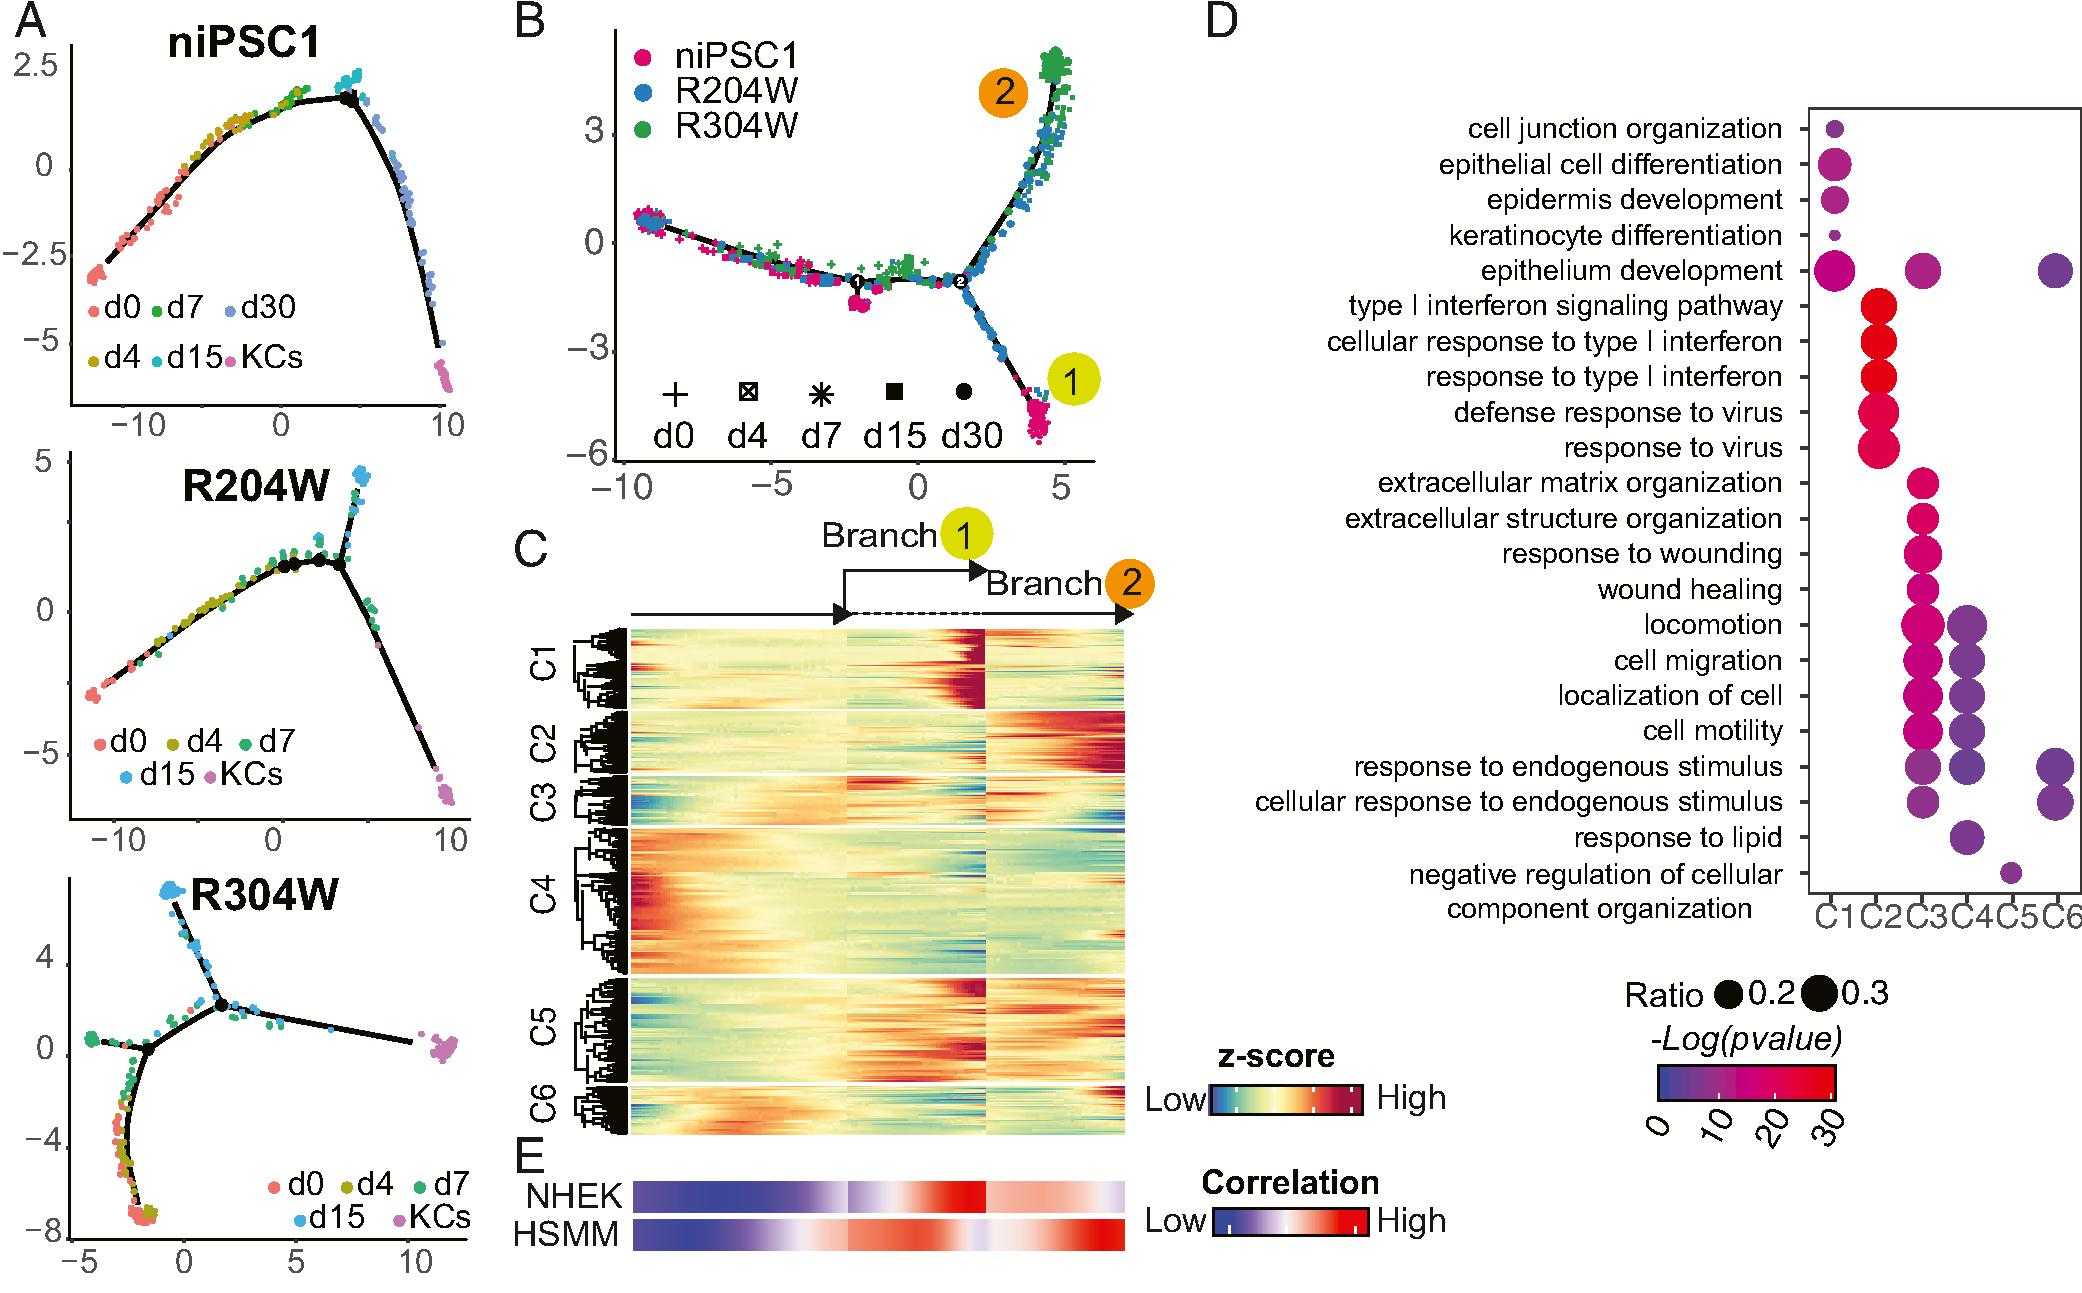 A
niPSC1
2.5
0
−2.5
−5
d0 d7 d30
d4 d15 KCs
−10 0 10
R204W
5
0
−5
d0 d4 d7
d15 KCs
−10 0 10
R304W
4
0
−4
−8
d0 d4 d7
d15 KCs
−5 0 5 10
B
niPSC1
R204W
R304W
2
1
3
0
−3
−6
1 2
d0 d4 d7 d15 d30
−10 −5 0 5
C
Branch 1
Branch 2
C1
C2
C3
C4
C5
C6
z-score
Low High
D
cell junction organization
epithelial cell differentiation
epidermis development
keratinocyte differentiation
epithelium development
type I interferon signaling pathway
cellular response to type I interferon
response to type I interferon
defense response to virus
response to virus
extracellular matrix organization
extracellular structure organization
response to wounding
wound healing
locomotion
cell migration
localization of cell
cell motility
response to endogenous stimulus
cellular response to endogenous stimulus
response to lipid
negative regulation of cellular
component organization
C1 C2 C3 C4 C5 C6
Ratio 0.2 0.3
-Log(pvalue)
0 10 20 30
E
NHEK
HSMM
Correlation
Low High